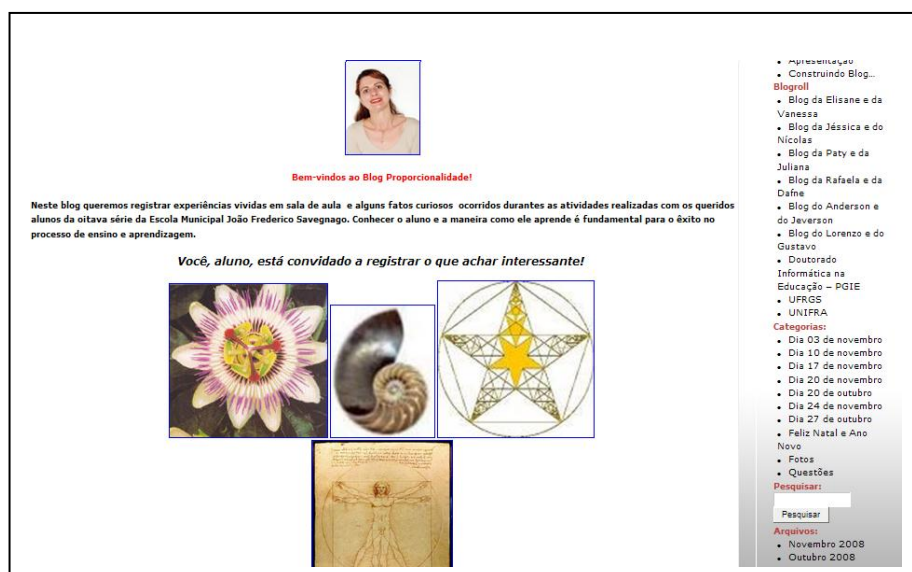 Bem-vindos ao Blog Proporcionalidade!
Neste blog queremos registrar experiências vividas em sala de aula e alguns fatos curiosos ocorridos durantes as atividades realizadas com os queridos
alunos da oitava série da Escola Municipal João Frederico Savegnago. Conhecer o aluno e a maneira como ele aprende é fundamental para o êxito no
processo de ensino e aprendizagem.
Você, aluno, está convidado a registrar o que achar interessante!
Apresentação
Construindo Blog...
Blogroll
Blog da Elisane e da
Vanessa
Blog da Jéssica e do
Nícolas
Blog da Paty e da
Juliana
Blog da Rafaela e da
Dafne
Blog do Anderson e
do Jeverson
Blog do Lorenzo e do
Gustavo
Doutorado
Informática na
Educação – PGIE
UFRGS
UNIFRA
Categorias:
Dia 03 de novembro
Dia 10 de novembro
Dia 17 de novembro
Dia 20 de novembro
Dia 20 de outubro
Dia 24 de novembro
Dia 27 de outubro
Feliz Natal e Ano
Novo
Fotos
Questões
Pesquisar:
Pesquisar
Arquivos:
Novembro 2008
Outubro 2008